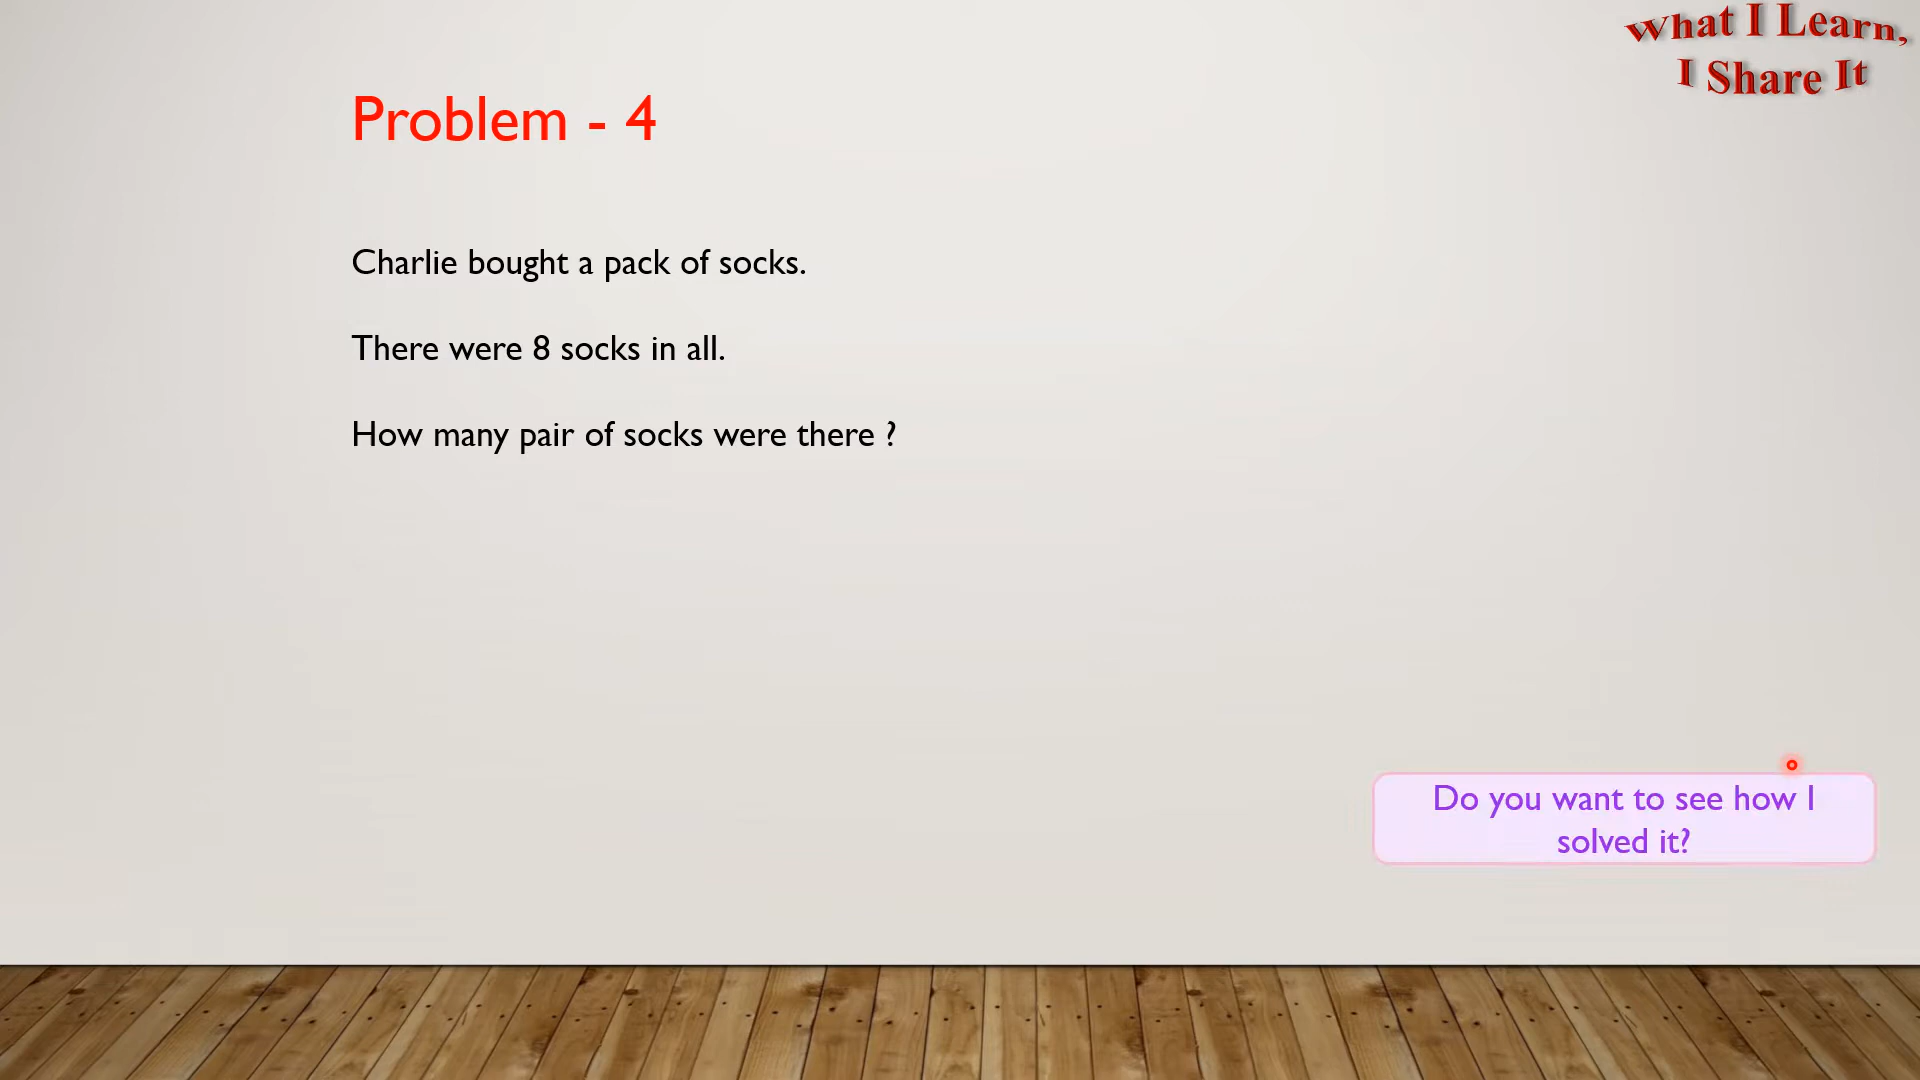 What I Learn,
I Share It
Problem - 4
Charlie bought a pack of socks.
There were 8 socks in all.
How many pair of socks were there ?
Do you want to see how I
solved it?